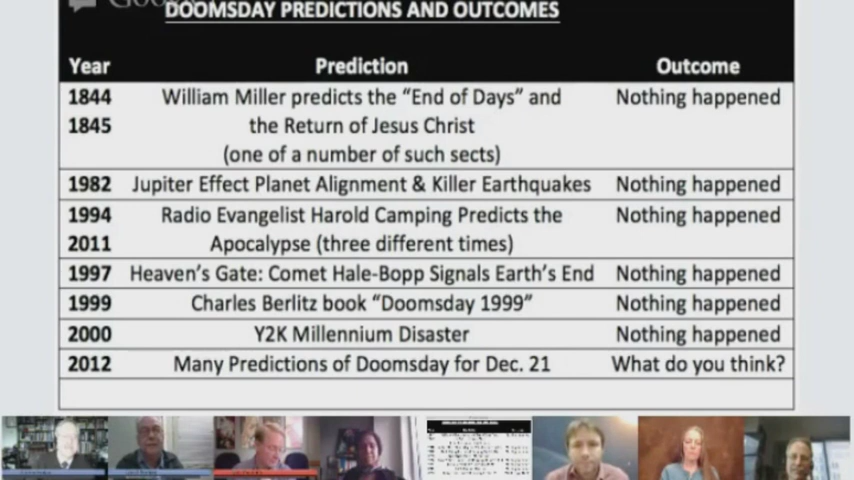 Google
DOOMSDAY PREDICTIONS AND OUTCOMES
Year Prediction Outcome
1844 William Miller predicts the “End of Days” and Nothing happened
1845 the Return of Jesus Christ
(one of a number of such sects)
1982 Jupiter Effect Planet Alignment & Killer Earthquakes Nothing happened
1994 Radio Evangelist Harold Camping Predicts the Nothing happened
2011 Apocalypse (three different times)
1997 Heaven’s Gate: Comet Hale-Bopp Signals Earth’s End Nothing happened
1999 Charles Berlitz book “Doomsday 1999” Nothing happened
2000 Y2K Millennium Disaster Nothing happened
2012 Many Predictions of Doomsday for Dec. 21 What do you think?